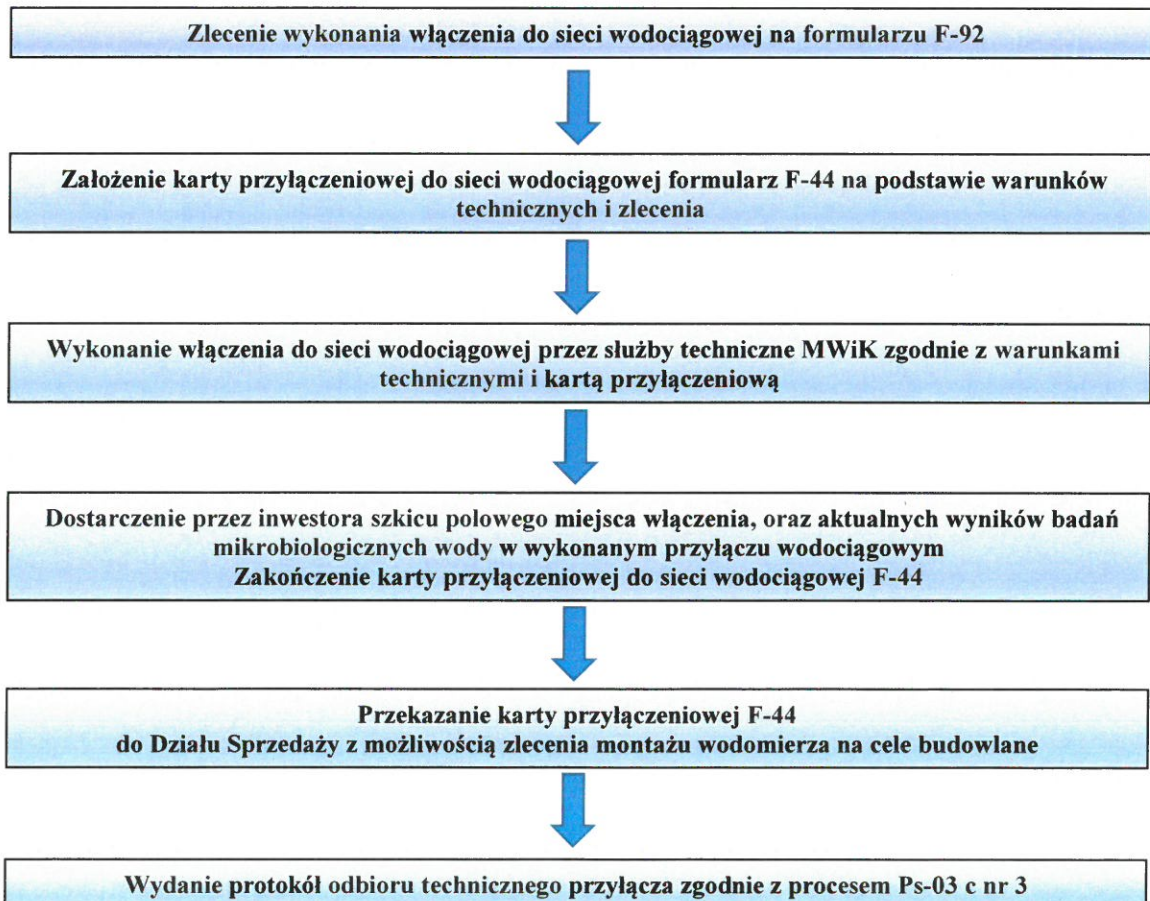 Zlecenie wykonania włączenia do sieci wodociągowej na formularzu F-92
Założenie karty przyłączeniowej do sieci wodociągowej formularz F-44 na podstawie warunków
technicznych i zlecenia
Wykonanie włączenia do sieci wodociągowej przez służby techniczne MWiK zgodnie z warunkami
technicznymi i kartą przyłączeniową
Dostarczenie przez inwestora szkicu polowego miejsca włączenia, oraz aktualnych wyników badań
mikrobiologicznych wody w wykonanym przyłączu wodociągowym
Zakończenie karty przyłączeniowej do sieci wodociągowej F-44
Przekazanie karty przyłączeniowej F-44
do Działu Sprzedaży z możliwością zlecenia montażu wodomierza na cele budowlane
Wydanie protokół odbioru technicznego przyłącza zgodnie z procesem Ps-03 c nr 3